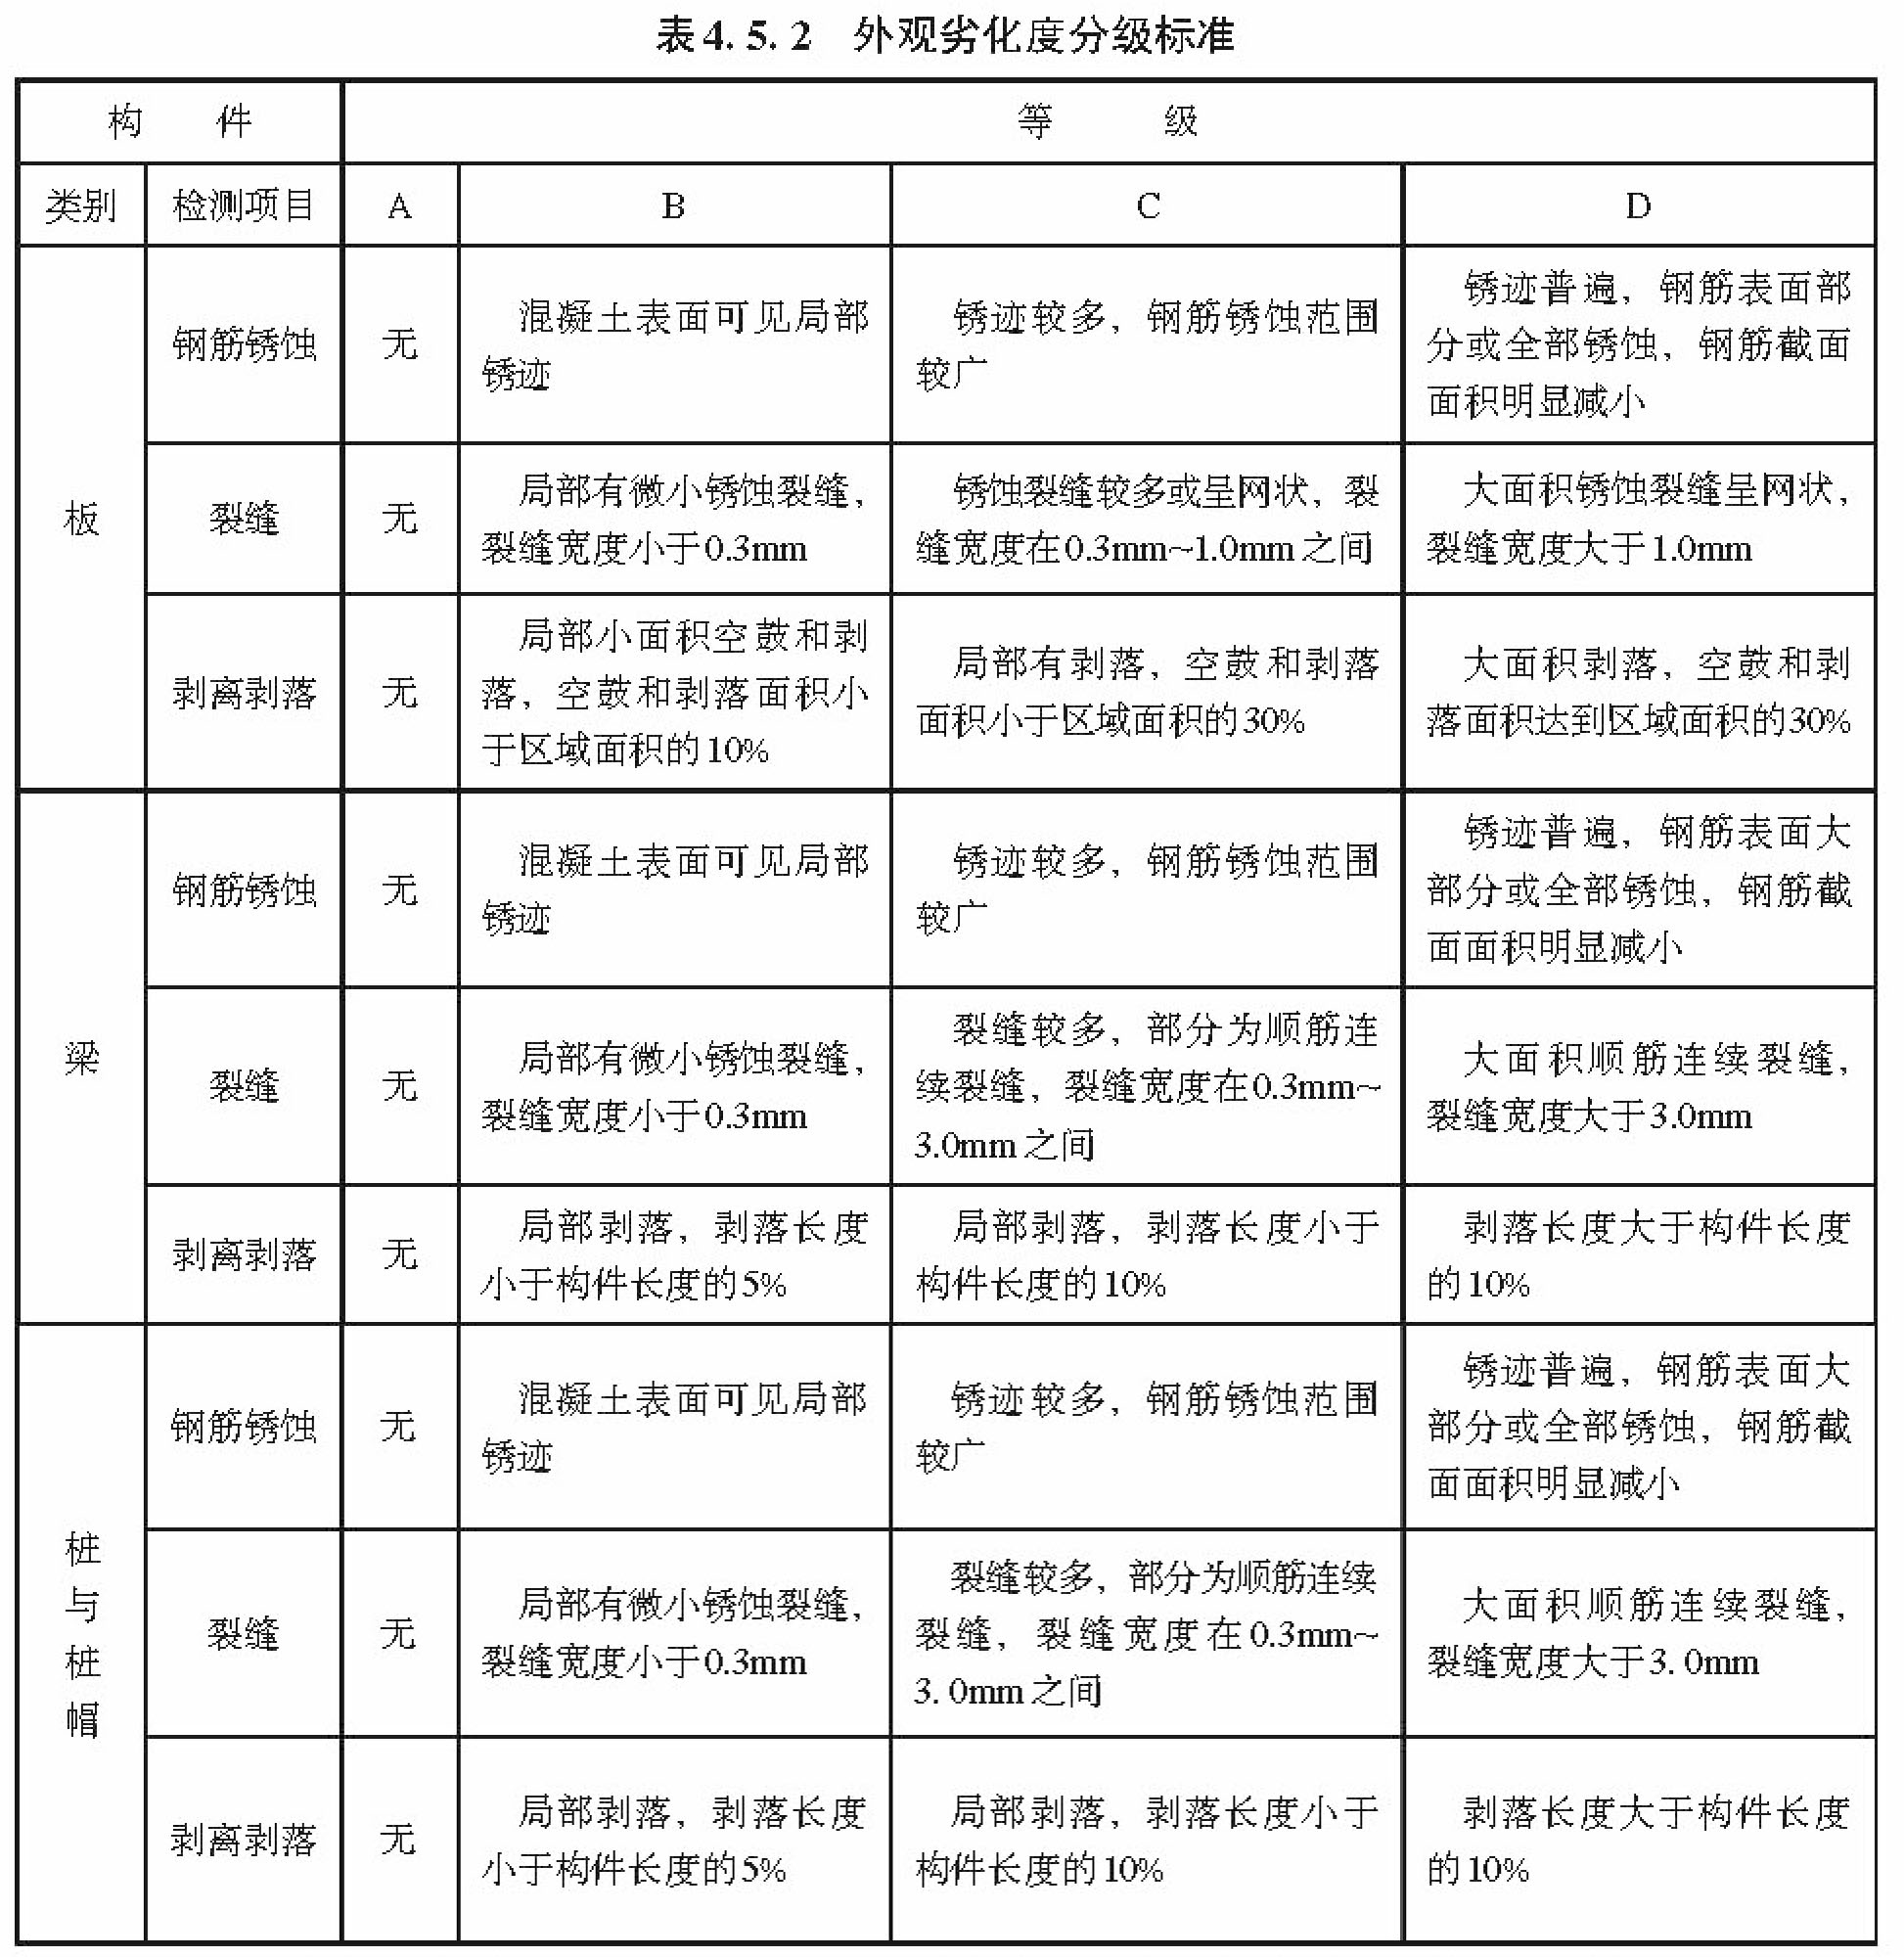 表4.5.2 外观劣化度分级标准
构 件
等 级
类别
检测项目
A
B
C
D
板
钢筋锈蚀
无
混凝土表面可见局部
锈迹
锈迹较多，钢筋锈蚀范围
较广
锈迹普遍，钢筋表面部
分或全部锈蚀，钢筋截面
面积明显减小
裂缝
无
局部有微小锈蚀裂缝，
裂缝宽度小于0.3mm
锈蚀裂缝较多或呈网状，裂
缝宽度在0.3mm~1.0mm之间
大面积锈蚀裂缝呈网状，
裂缝宽度大于1.0mm
剥离剥落
无
局部小面积空鼓和剥
落，空鼓和剥落面积小
于区域面积的10%
局部有剥落，空鼓和剥落
面积小于区域面积的30%
大面积剥落，空鼓和剥
落面积达到区域面积的30%
梁
钢筋锈蚀
无
混凝土表面可见局部
锈迹
锈迹较多，钢筋锈蚀范围
较广
锈迹普遍，钢筋表面大
部分或全部锈蚀，钢筋截
面面积明显减小
裂缝
无
局部有微小锈蚀裂缝，
裂缝宽度小于0.3mm
裂缝较多，部分为顺筋连
续裂缝，裂缝宽度在0.3mm~
3.0mm之间
大面积顺筋连续裂缝，
裂缝宽度大于3.0mm
剥离剥落
无
局部剥落，剥落长度
小于构件长度的5%
局部剥落，剥落长度小于
构件长度的10%
剥落长度大于构件长度
的10%
桩
与
桩
帽
钢筋锈蚀
无
混凝土表面可见局部
锈迹
锈迹较多，钢筋锈蚀范围
较广
锈迹普遍，钢筋表面大
部分或全部锈蚀，钢筋截
面面积明显减小
裂缝
无
局部有微小锈蚀裂缝，
裂缝宽度小于0.3mm
裂缝较多，部分为顺筋连续
裂缝，裂缝宽度在0.3mm~
3.0mm之间
大面积顺筋连续裂缝，
裂缝宽度大于3.0mm
剥离剥落
无
局部剥落，剥落长度
小于构件长度的5%
局部剥落，剥落长度小于
构件长度的10%
剥落长度大于构件长度
的10%